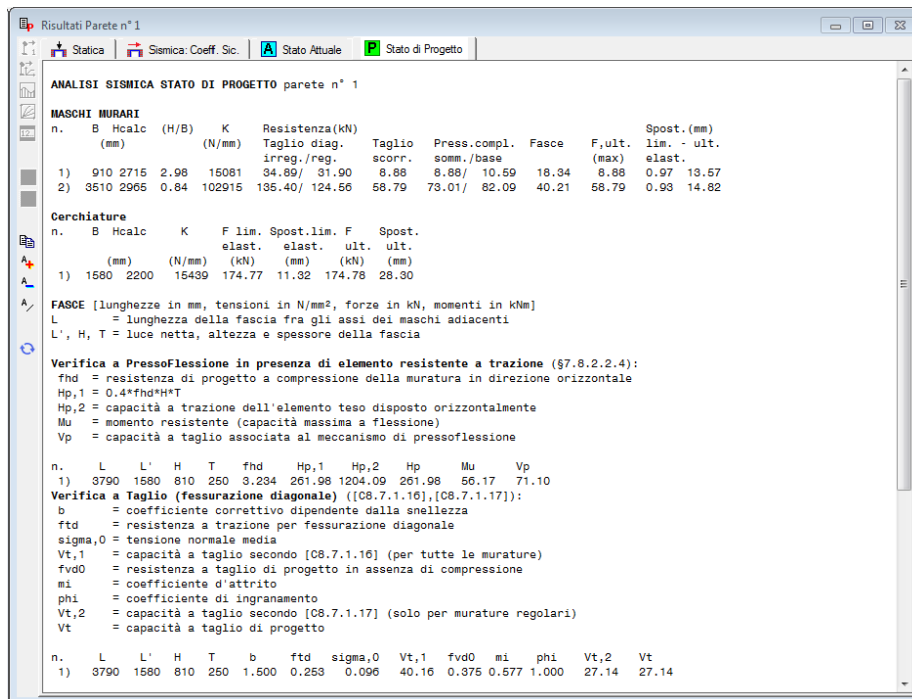 Risultati Parete n° 1
Statica Sismica: Coeff. Sic. A Stato Attuale P Stato di Progetto
ANALISI SISMICA STATO DI PROGETTO parete n° 1
MASCHI MURARI
n. B Hcalc (H/B) K Resistenza(kN) Spost.(mm)
(mm) (N/mm) Taglio diag. Taglio Press.compl. Fasce F,ult. lim. - ult.
irreg./reg. scorr. somm./base (max) elast.
1) 910 2715 2.98 15081 34.89/ 31.90 8.88 8.88/ 10.59 18.34 8.88 0.97 13.57
2) 3510 2965 0.84 102915 135.40/ 124.56 58.79 73.01/ 82.09 40.21 58.79 0.93 14.82
Cerchiature
n. B Hcalc K F lim. Spost.lim. F Spost.
elast. elast. ult. ult.
(mm) (N/mm) (kN) (mm) (kN) (mm)
1) 1580 2200 15439 174.77 11.32 174.78 28.30
FASCE [lunghezze in mm, tensioni in N/mm², forze in kN, momenti in kNm]
L = lunghezza della fascia fra gli assi dei maschi adiacenti
L', H, T = luce netta, altezza e spessore della fascia
Verifica a PressoFlessione in presenza di elemento resistente a trazione (§7.8.2.2.4):
fhd = resistenza di progetto a compressione della muratura in direzione orizzontale
Hp,1 = 0.4*fhd*H*T
Hp,2 = capacità a trazione dell'elemento teso disposto orizzontalmente
Mu = momento resistente (capacità massima a flessione)
Vp = capacità a taglio associata al meccanismo di pressoflessione
n. L L' H T fhd Hp,1 Hp,2 Hp Mu Vp
1) 3790 1580 810 250 3.234 261.98 1204.09 261.98 56.17 71.10
Verifica a Taglio (fessurazione diagonale) ([C8.7.1.16],[C8.7.1.17]):
b = coefficiente correttivo dipendente dalla snellezza
ftd = resistenza a trazione per fessurazione diagonale
sigma,0 = tensione normale media
Vt,1 = capacità a taglio secondo [C8.7.1.16] (per tutte le murature)
fvd0 = resistenza a taglio di progetto in assenza di compressione
mi = coefficiente d'attrito
phi = coefficiente di ingranamento
Vt,2 = capacità a taglio secondo [C8.7.1.17] (solo per murature regolari)
Vt = capacità a taglio di progetto
n. L L' H T b ftd sigma,0 Vt,1 fvd0 mi phi Vt,2 Vt
1) 3790 1580 810 250 1.500 0.253 0.096 40.16 0.375 0.577 1.000 27.14 27.14